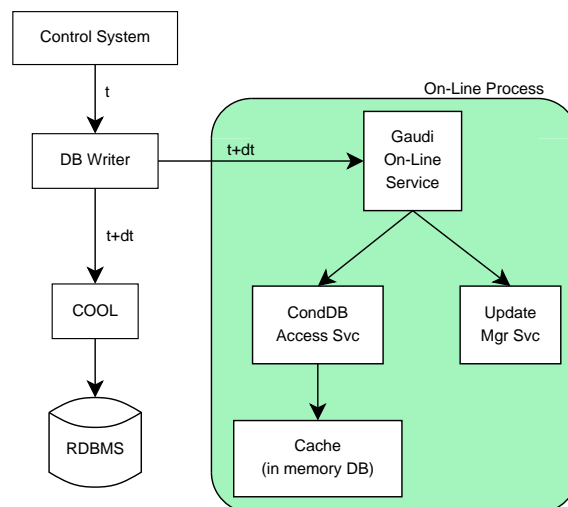 Control System
On-Line Process
t
Gaudi
On-Line
Service
DB Writer
t+dt
t+dt
COOL
CondDB
Access Svc
Update
Mgr Svc
RDBMS
Cache
(in memory DB)